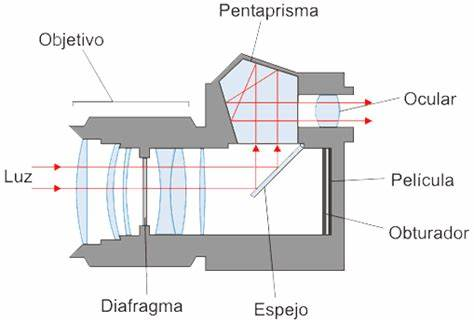 Pentaprisma
Objetivo
Ocular
Luz
Película
Obturador
Diafragma
Espejo